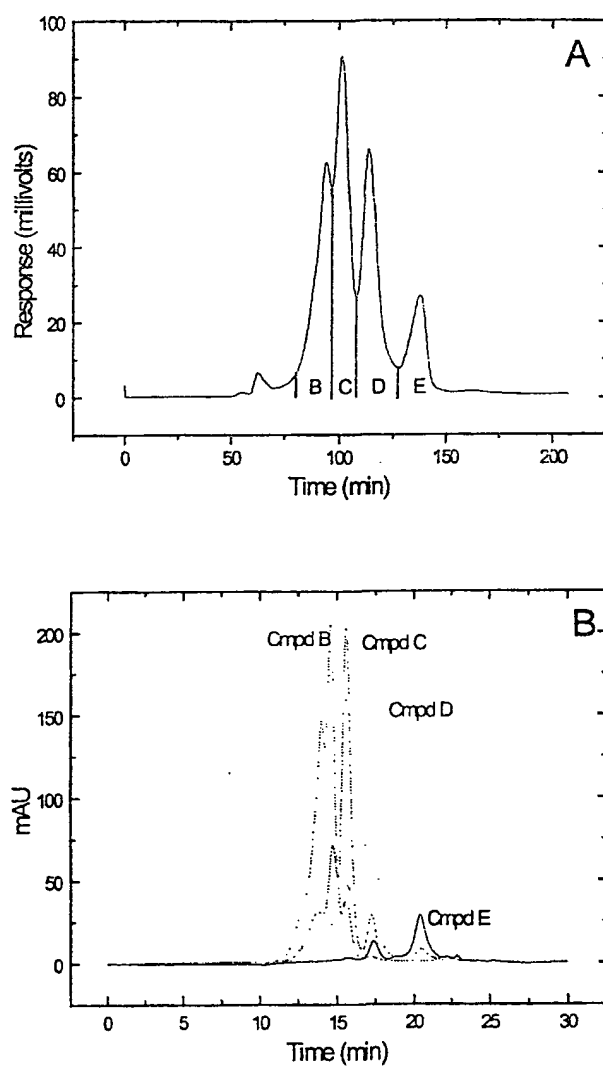 A
100
80
60
40
20
0
Response (millivolts)
B C D E
0 50 100 150 200
Time (min)
B
200
150
100
50
0
mAU
Cmpd B
Cmpd C
Cmpd D
Cmpd E
0 5 10 15 20 25 30
Time (min)